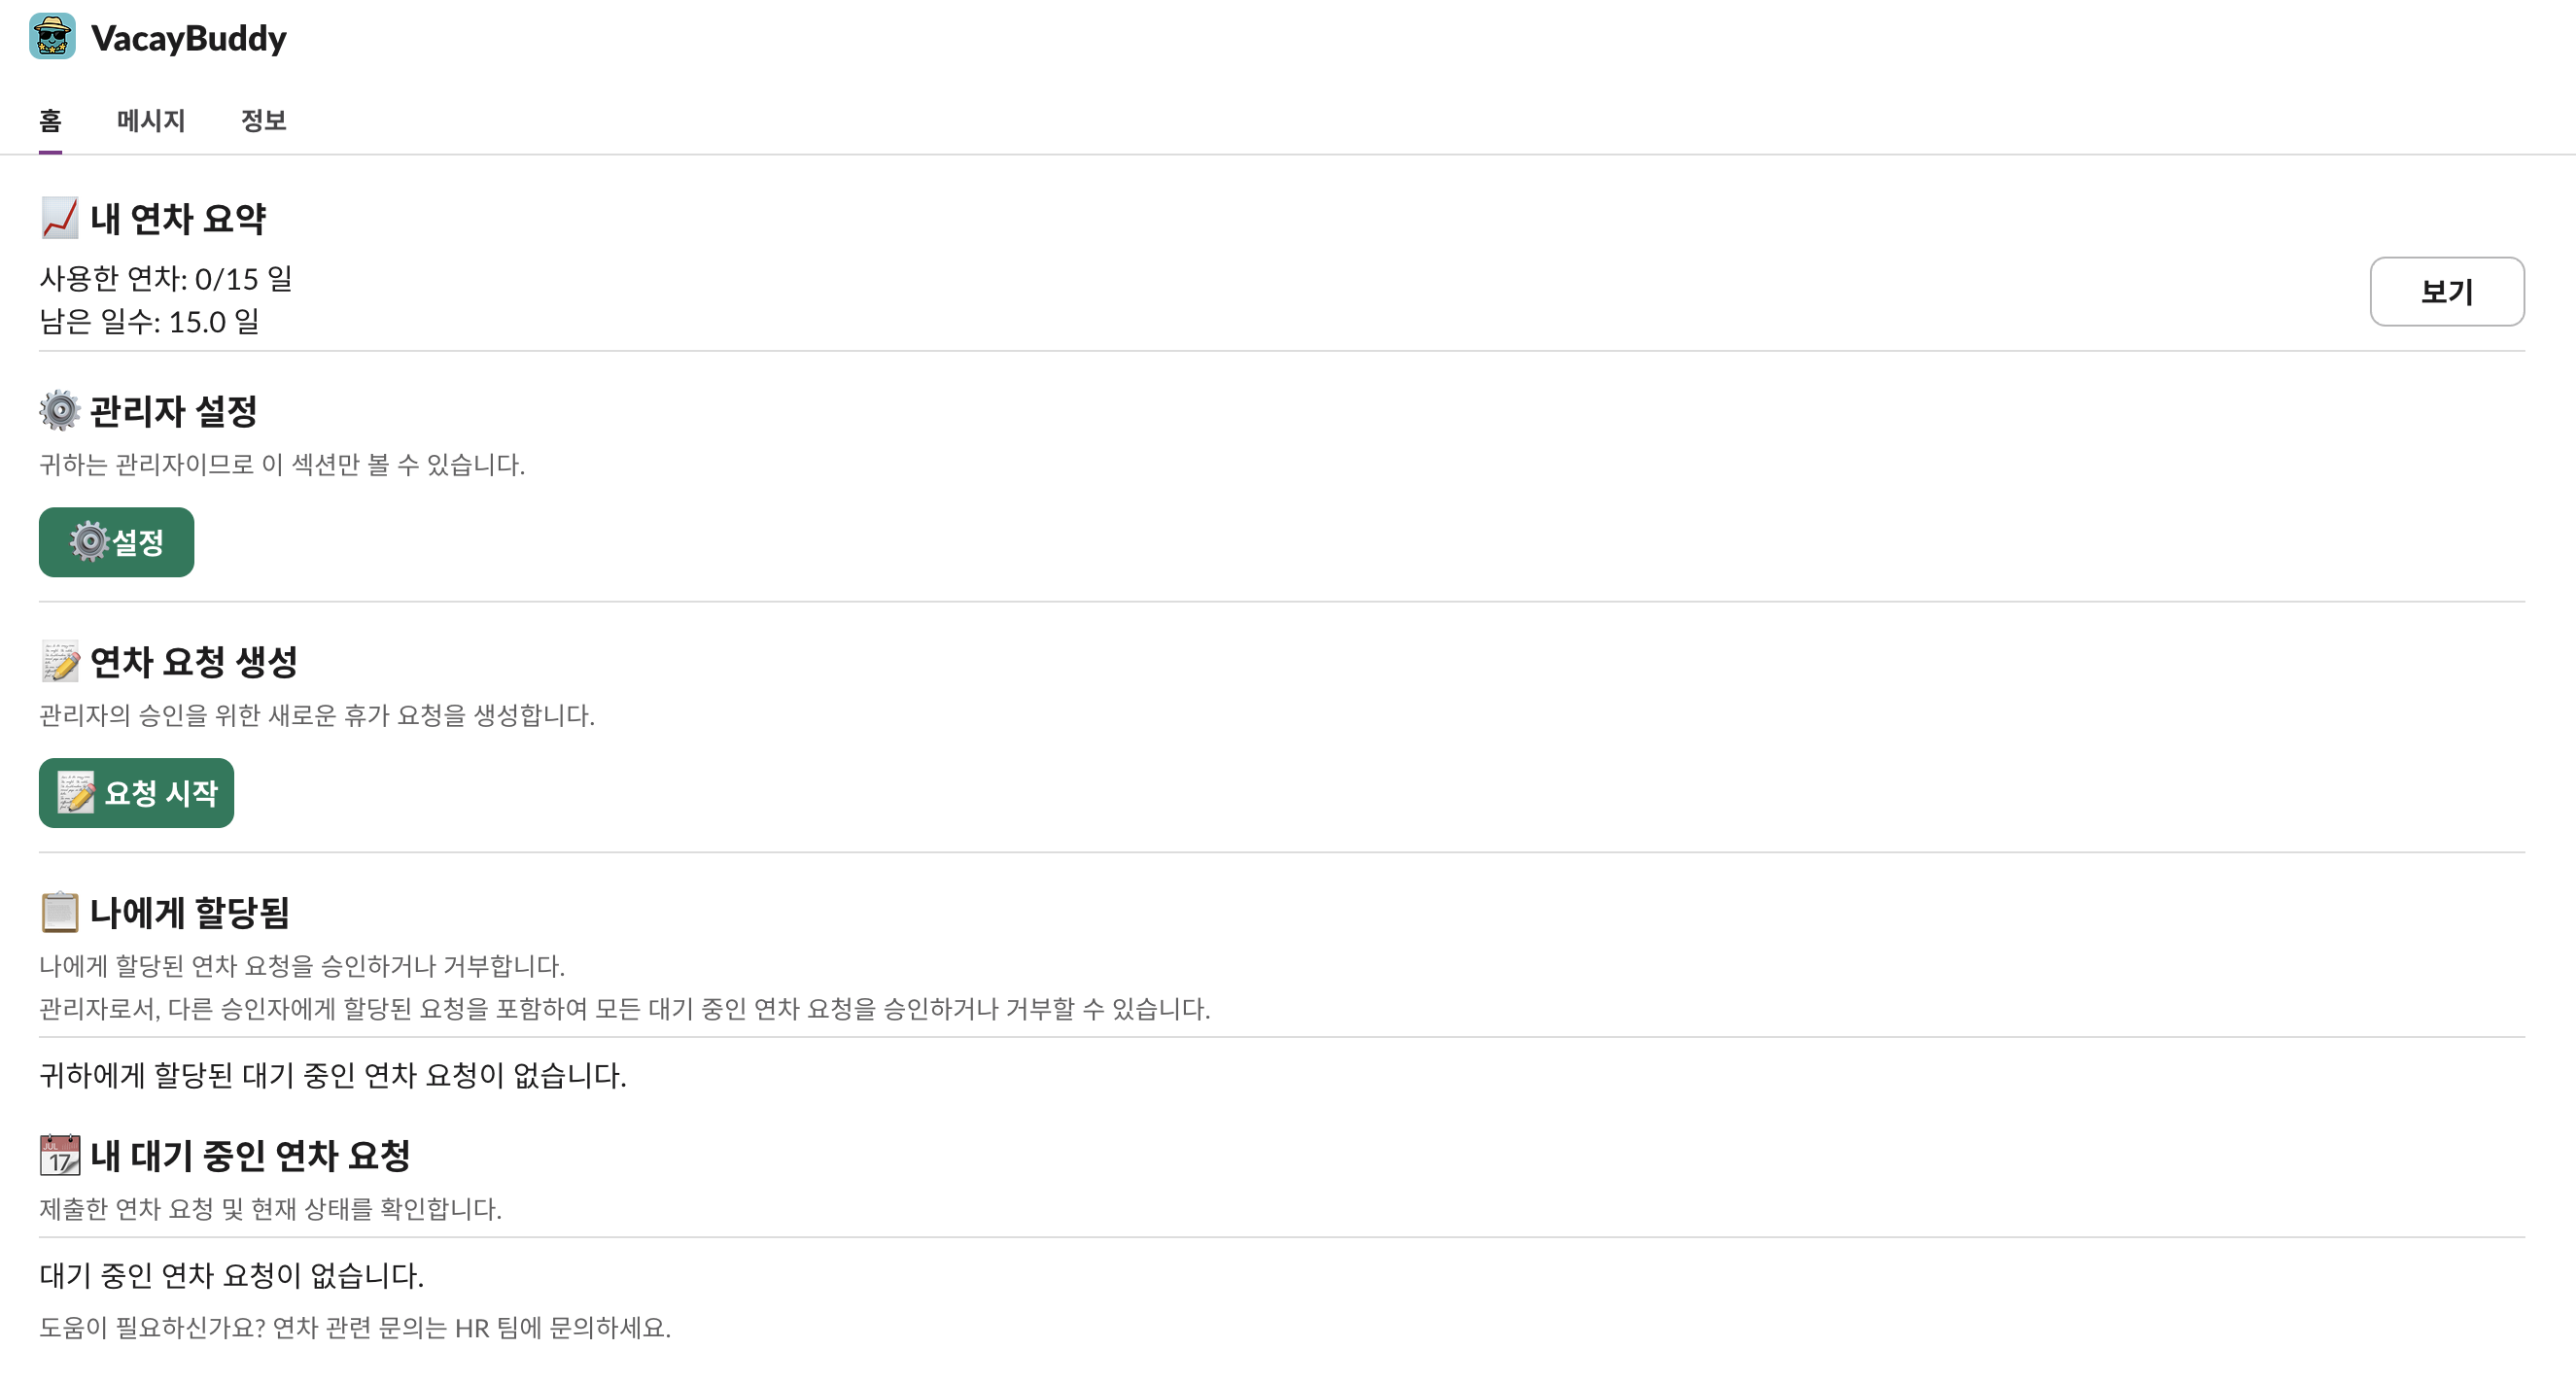 VacayBuddy
홈 메시지 정보
내 연차 요약
사용한 연차: 0/15 일
남은 일수: 15.0 일
보기
관리자 설정
귀하는 관리자이므로 이 섹션만 볼 수 있습니다.
설정
연차 요청 생성
관리자의 승인을 위한 새로운 휴가 요청을 생성합니다.
요청 시작
나에게 할당됨
나에게 할당된 연차 요청을 승인하거나 거부합니다.
관리자로서, 다른 승인자에게 할당된 요청을 포함하여 모든 대기 중인 연차 요청을 승인하거나 거부할 수 있습니다.
귀하에게 할당된 대기 중인 연차 요청이 없습니다.
JUL
17
내 대기 중인 연차 요청
제출한 연차 요청 및 현재 상태를 확인합니다.
대기 중인 연차 요청이 없습니다.
도움이 필요하신가요? 연차 관련 문의는 HR 팀에 문의하세요.